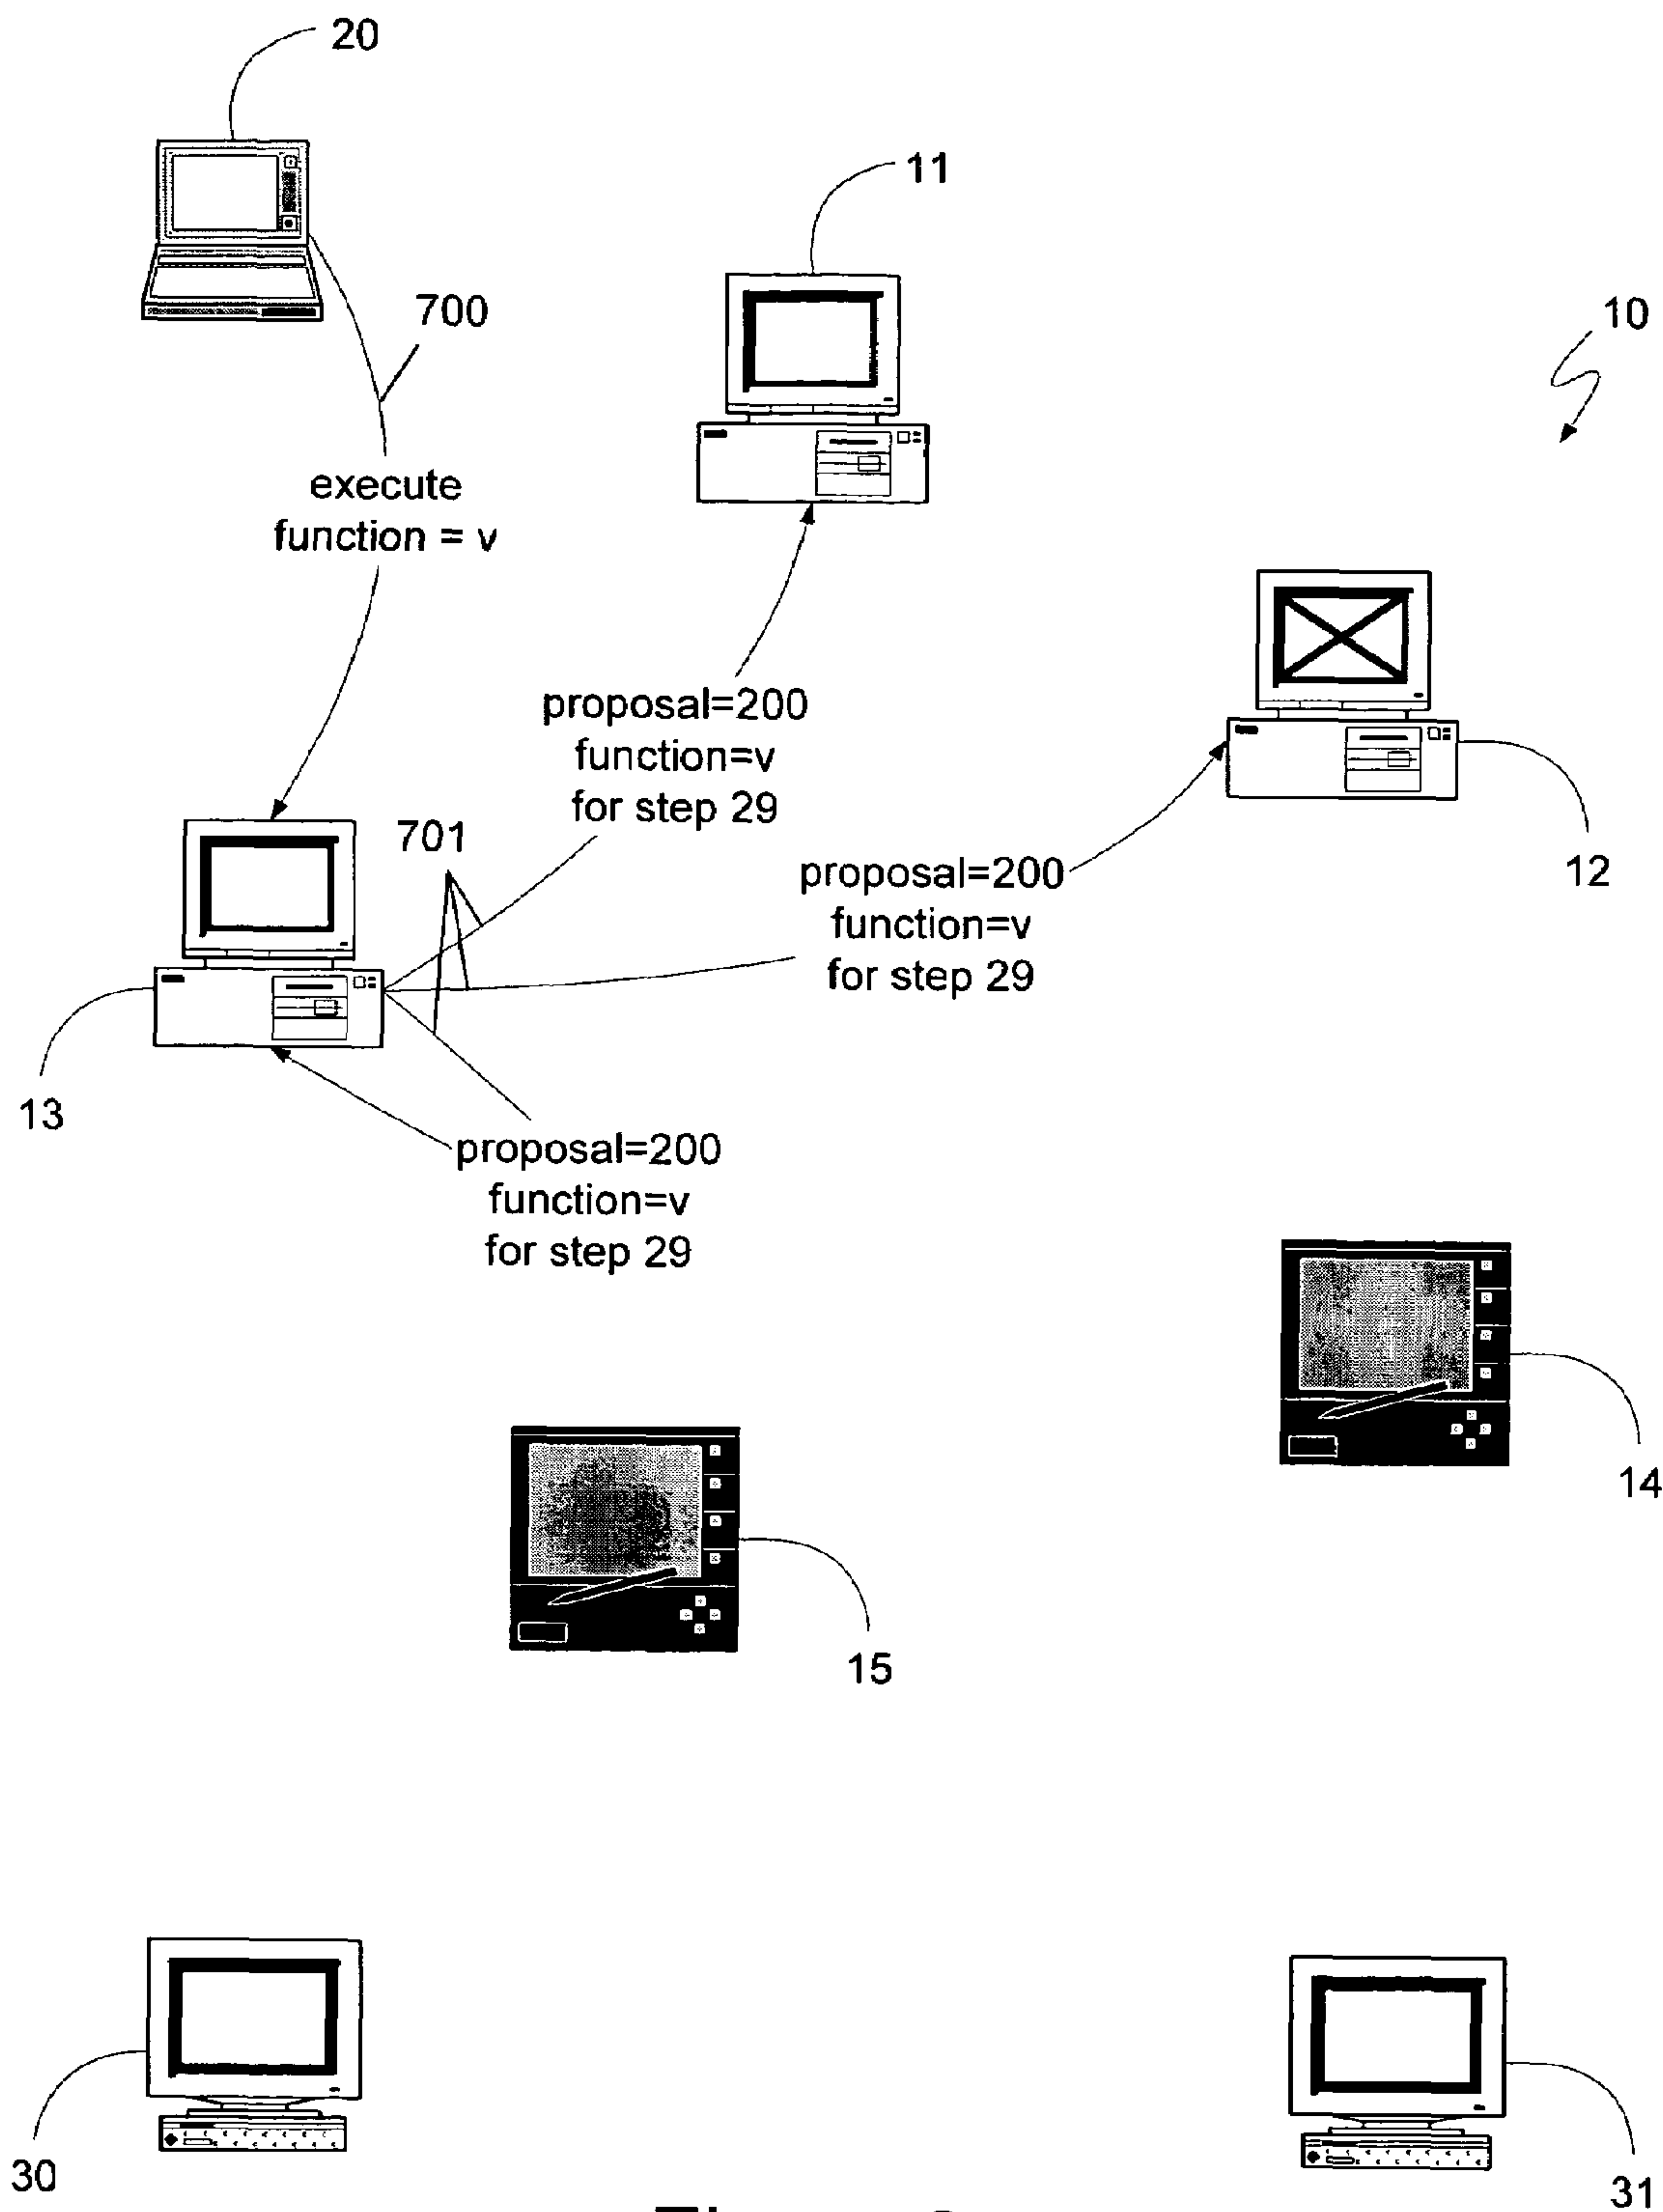 20
11
10
700
execute
function = v
proposal=200
function=v
for step 29
701
proposal=200
function=v
for step 29
12
13
proposal=200
function=v
for step 29
14
15
30
31